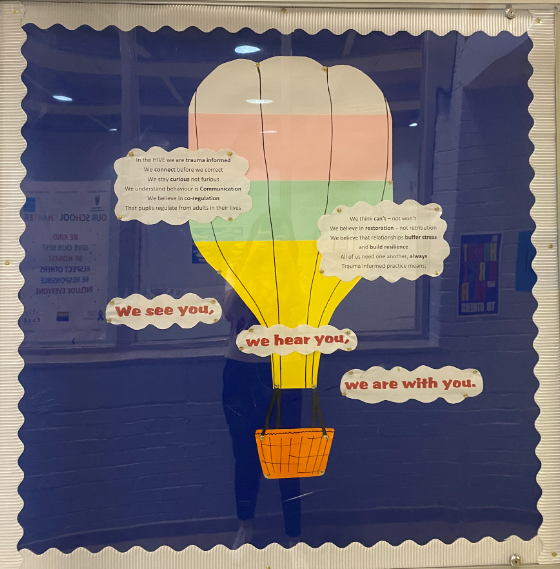 In the HIVE we are trauma informed
We connect before we correct
We stay curious not furious
We understand behaviour is Communication
We believe in co-regulation
That pupils regulate from adults in their lives
We think can't – not won't
We believe in restoration – not retribution
We believe that relationships buffer stress
and build resilience
All of us need one another, always
Trauma informed practice means,
We see you,
we hear you,
we are with you.
OUR SCHOOL
BE KIND
BE HONEST
RESPECT OTHERS
BE RESPONSIBLE
INCLUDE EVERYONE
TO OTHERS